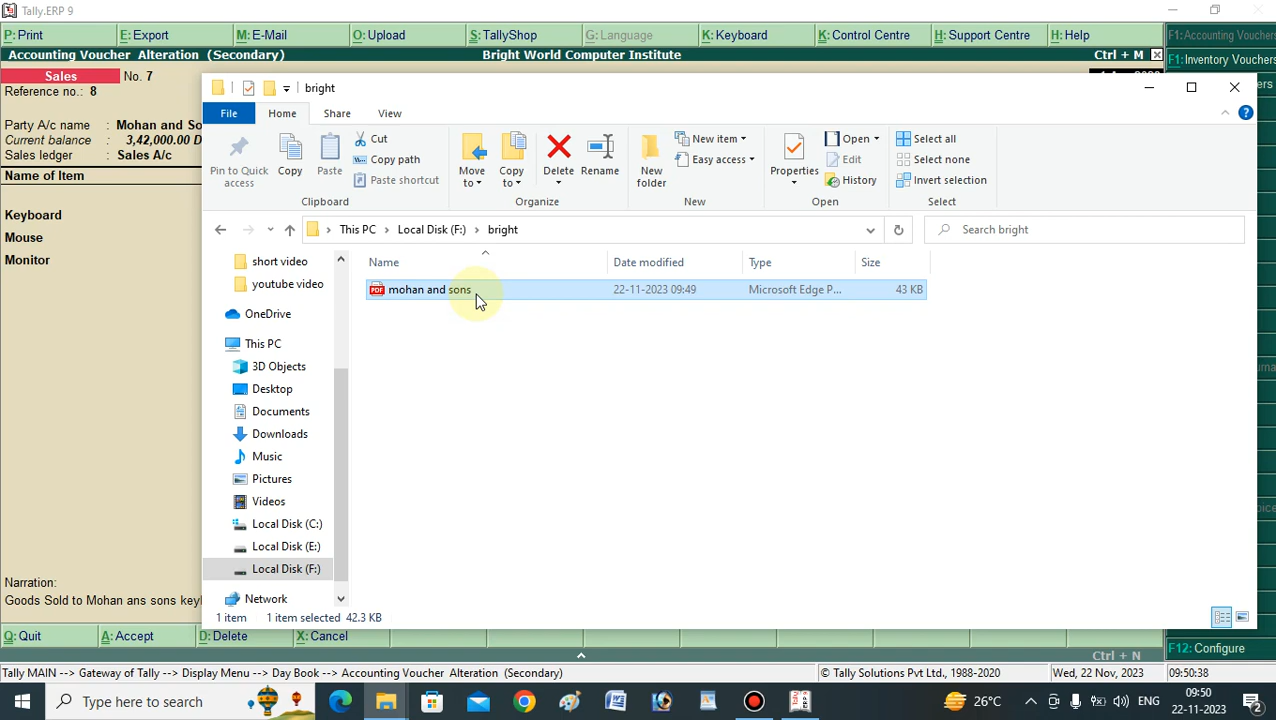 Tally.ERP 9
P: Print E: Export M: E-Mail O: Upload S: TallyShop G: Language K: Keyboard K: Control Centre H: Support Centre H: Help F1: Accounting Vouchers
Accounting Voucher Alteration (Secondary) Bright World Computer Institute Ctrl + M F1: Inventory Vouchers
Sales No. 7
Reference no.: 8
Party A/c name : Mohan and So
Current balance : 3,42,000.00 D
Sales ledger : Sales A/c
Name of Item
Keyboard
Mouse
Monitor
Narration:
Goods Sold to Mohan ans sons key
bright
File Home Share View
Pin to Quick access
Copy
Paste
Cut
Copy path
Paste shortcut
Move to
Copy to
Delete
Rename
New folder
New item
Easy access
Properties
Open
Edit
History
Select all
Select none
Invert selection
Clipboard Organize New Open Select
This PC › Local Disk (F:) › bright
Search bright
Name Date modified Type Size
mohan and sons 22-11-2023 09:49 Microsoft Edge P... 43 KB
short video
youtube video
OneDrive
This PC
3D Objects
Desktop
Documents
Downloads
Music
Pictures
Videos
Local Disk (C:)
Local Disk (E:)
Local Disk (F:)
Network
1 item 1 item selected 42.3 KB
Q: Quit A: Accept D: Delete X: Cancel F12: Configure
Ctrl + N
Tally MAIN --> Gateway of Tally --> Display Menu --> Day Book --> Accounting Voucher Alteration (Secondary) © Tally Solutions Pvt Ltd., 1988-2020 Wed, 22 Nov, 2023 09:50:38
Type here to search 26°C ENG 09:50
22-11-2023 2